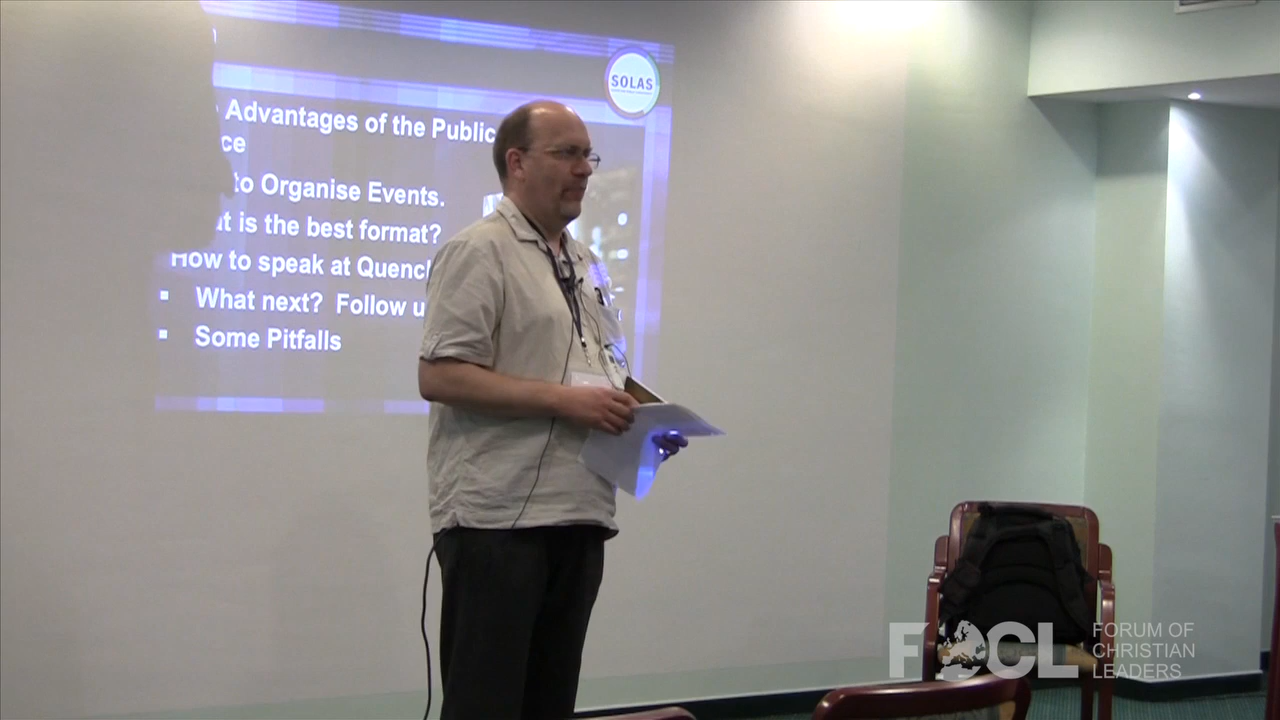 SOLAS
Advantages of the Public
ce
to Organise Events.
at is the best format?
How to speak at Quench
What next? Follow u
Some Pitfalls
FOCL
FORUM OF
CHRISTIAN
LEADERS